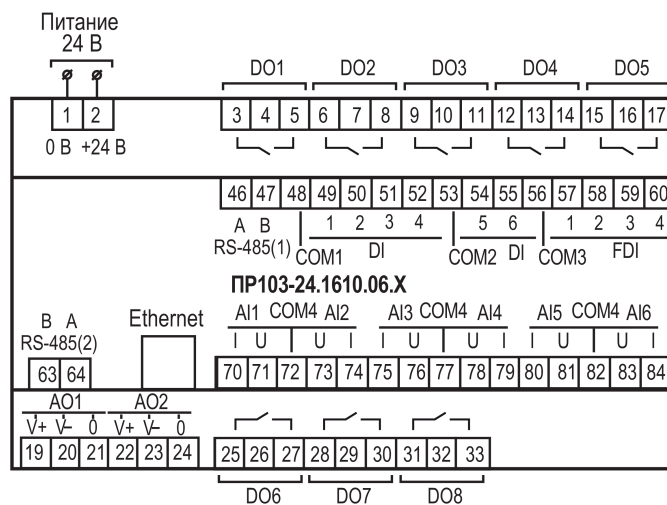 Питание
24 В
DO1 DO2 DO3 DO4 DO5
1 2 3 4 5 6 7 8 9 10 11 12 13 14 15 16 17
0 В +24 В
46 47 48 49 50 51 52 53 54 55 56 57 58 59 60
A B 1 2 3 4 5 6 1 2 3 4
RS-485(1) COM1 DI COM2 DI COM3 FDI
ПР103-24.1610.06.X
AI1 COM4 AI2 AI3 COM4 AI4 AI5 COM4 AI6
B A Ethernet
RS-485(2)
I U U I I U U I I U U I
63 64 70 71 72 73 74 75 76 77 78 79 80 81 82 83 84
AO1 AO2
V+ V- 0 V+ V- 0
19 20 21 22 23 24 25 26 27 28 29 30 31 32 33
DO6 DO7 DO8